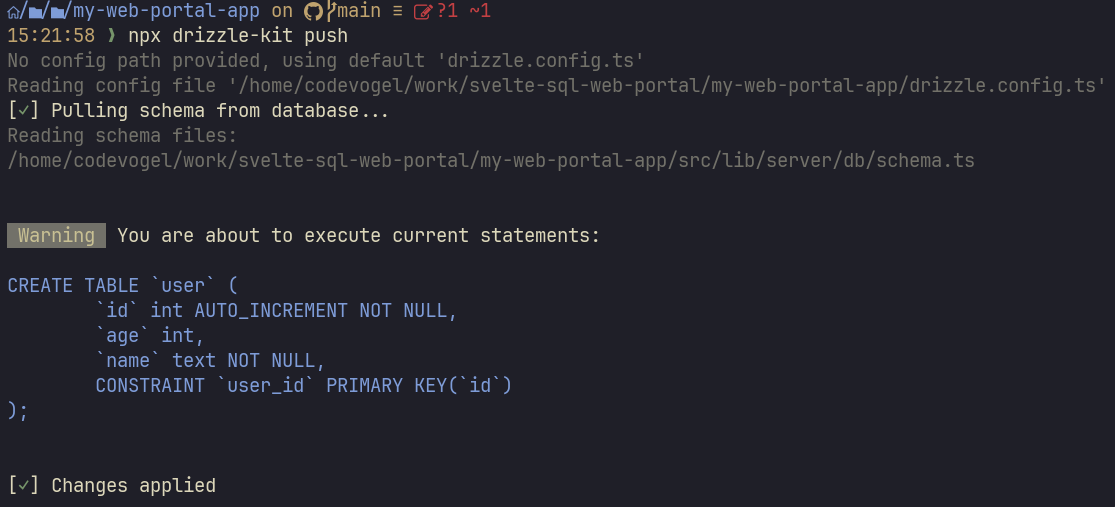 /my-web-portal-app on main ≡ ?1 ~1
15:21:58 ❯ npx drizzle-kit push
No config path provided, using default 'drizzle.config.ts'
Reading config file '/home/codevogel/work/svelte-sql-web-portal/my-web-portal-app/drizzle.config.ts'
[✓] Pulling schema from database...
Reading schema files:
/home/codevogel/work/svelte-sql-web-portal/my-web-portal-app/src/lib/server/db/schema.ts
Warning You are about to execute current statements:
CREATE TABLE `user` (
`id` int AUTO_INCREMENT NOT NULL,
`age` int,
`name` text NOT NULL,
CONSTRAINT `user_id` PRIMARY KEY(`id`)
);
[✓] Changes applied